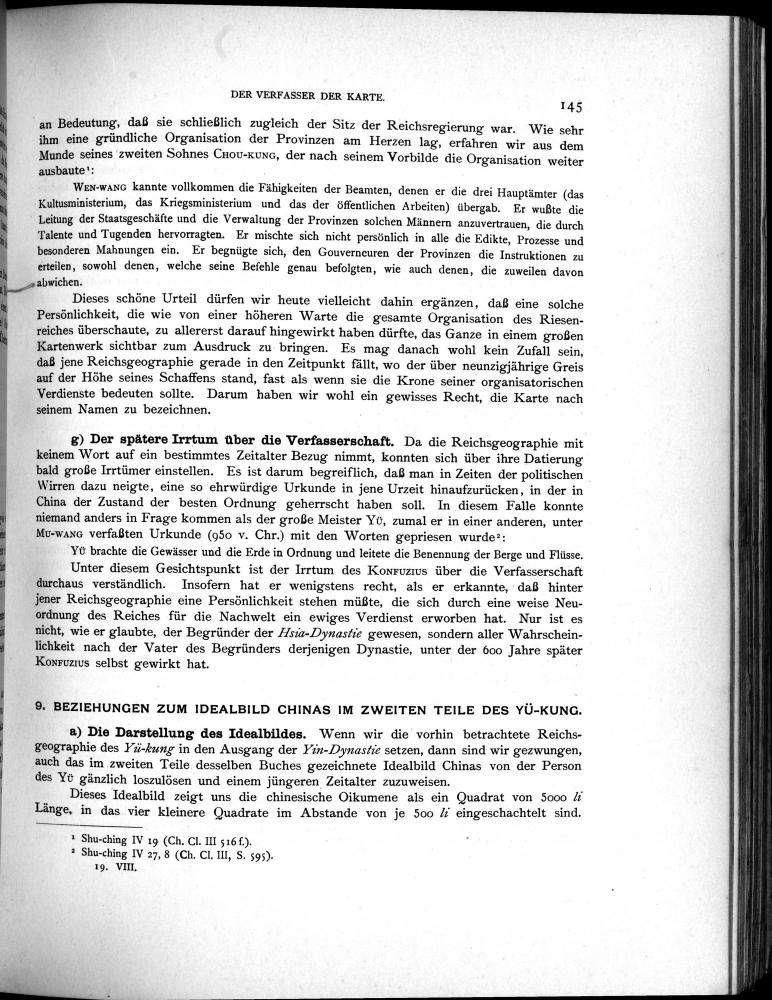 DER VERFASSER DER KARTE.
145
an Bedeutung, daß sie schließlich zugleich der Sitz der Reichsregierung war. Wie sehr
ihm eine gründliche Organisation der Provinzen am Herzen lag, erfahren wir aus dem
Munde seines zweiten Sohnes CHOU-KUNG, der nach seinem Vorbilde die Organisation weiter
ausbaute¹:
WEN-WANG kannte vollkommen die Fähigkeiten der Beamten, denen er die drei Hauptämter (das
Kultusministerium, das Kriegsministerium und das der öffentlichen Arbeiten) übergab. Er wußte die
Leitung der Staatsgeschäfte und die Verwaltung der Provinzen solchen Männern anzuvertrauen, die durch
Talente und Tugenden hervorragten. Er mischte sich nicht persönlich in alle die Edikte, Prozesse und
besonderen Mahnungen ein. Er begnügte sich, den Gouverneuren der Provinzen die Instruktionen zu
erteilen, sowohl denen, welche seine Befehle genau befolgten, wie auch denen, die zuweilen davon
abwichen.
Dieses schöne Urteil dürfen wir heute vielleicht dahin ergänzen, daß eine solche
Persönlichkeit, die wie von einer höheren Warte die gesamte Organisation des Riesen-
reiches überschaute, zu allererst darauf hingewirkt haben dürfte, das Ganze in einem großen
Kartenwerk sichtbar zum Ausdruck zu bringen. Es mag danach wohl kein Zufall sein,
daß jene Reichsgeographie gerade in den Zeitpunkt fällt, wo der über neunzigjährige Greis
auf der Höhe seines Schaffens stand, fast als wenn sie die Krone seiner organisatorischen
Verdienste bedeuten sollte. Darum haben wir wohl ein gewisses Recht, die Karte nach
seinem Namen zu bezeichnen.
g) Der spätere Irrtum über die Verfasserschaft. Da die Reichsgeographie mit
keinem Wort auf ein bestimmtes Zeitalter Bezug nimmt, konnten sich über ihre Datierung
bald große Irrtümer einstellen. Es ist darum begreiflich, daß man in Zeiten der politischen
Wirren dazu neigte, eine so ehrwürdige Urkunde in jene Urzeit hinaufzurücken, in der in
China der Zustand der besten Ordnung geherrscht haben soll. In diesem Falle konnte
niemand anders in Frage kommen als der große Meister YÜ, zumal er in einer anderen, unter
MU-WANG verfaßten Urkunde (950 v. Chr.) mit den Worten gepriesen wurde²:
YÜ brachte die Gewässer und die Erde in Ordnung und leitete die Benennung der Berge und Flüsse.
Unter diesem Gesichtspunkt ist der Irrtum des KONFUZIUS über die Verfasserschaft
durchaus verständlich. Insofern hat er wenigstens recht, als er erkannte, daß hinter
jener Reichsgeographie eine Persönlichkeit stehen müßte, die sich durch eine weise Neu-
ordnung des Reiches für die Nachwelt ein ewiges Verdienst erworben hat. Nur ist es
nicht, wie er glaubte, der Begründer der Hsia-Dynastie gewesen, sondern aller Wahrschein-
lichkeit nach der Vater des Begründers derjenigen Dynastie, unter der 600 Jahre später
KONFUZIUS selbst gewirkt hat.
9. BEZIEHUNGEN ZUM IDEALBILD CHINAS IM ZWEITEN TEILE DES YÜ-KUNG.
a) Die Darstellung des Idealbildes. Wenn wir die vorhin betrachtete Reichs-
geographie des Yü-kung in den Ausgang der Yin-Dynastie setzen, dann sind wir gezwungen,
auch das im zweiten Teile desselben Buches gezeichnete Idealbild Chinas von der Person
des YÜ gänzlich loszulösen und einem jüngeren Zeitalter zuzuweisen.
Dieses Idealbild zeigt uns die chinesische Oikumene als ein Quadrat von 5000 li
Länge, in das vier kleinere Quadrate im Abstande von je 500 li eingeschachtelt sind.
¹ Shu-ching IV 19 (Ch. Cl. III 516 f.).
² Shu-ching IV 27, 8 (Ch. Cl. III, S. 595).
19. VIII.